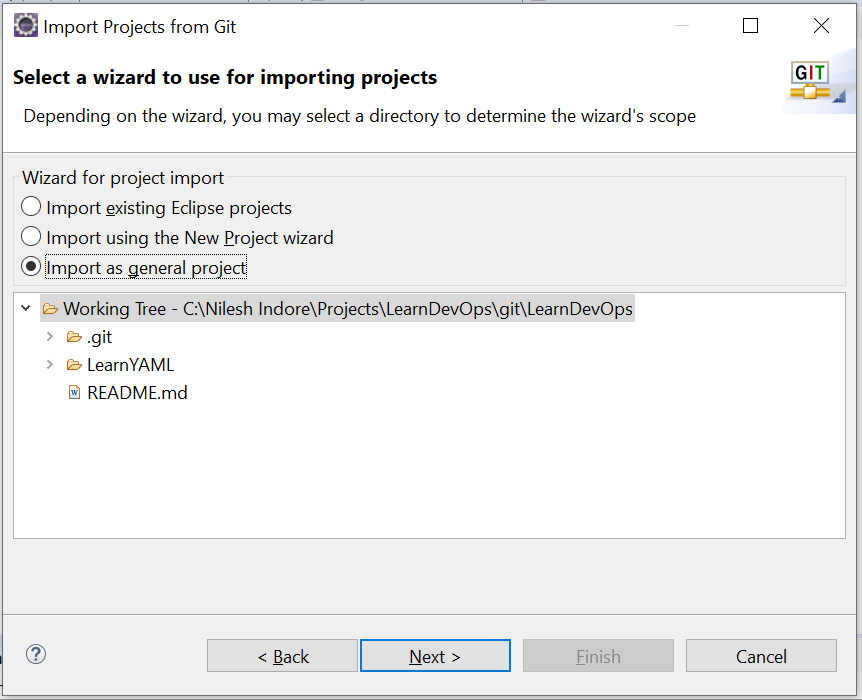 Import Projects from Git
Select a wizard to use for importing projects
GIT
Depending on the wizard, you may select a directory to determine the wizard's scope
Wizard for project import
Import existing Eclipse projects
Import using the New Project wizard
Import as general project
Working Tree - C:\Nilesh Indore\Projects\LearnDevOps\git\LearnDevOps
.git
LearnYAML
README.md
? < Back Next > Finish Cancel